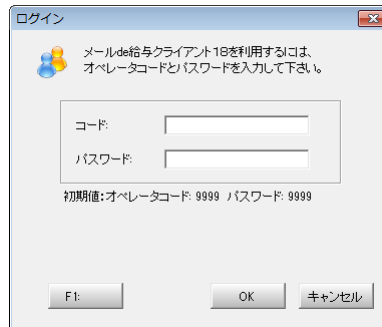 ログイン
メールde給与クライアント18を利用するには、
オペレータコードとパスワードを入力して下さい。
コード:
パスワード:
初期値:オペレータコード: 9999 パスワード: 9999
F1:
OK
キャンセル